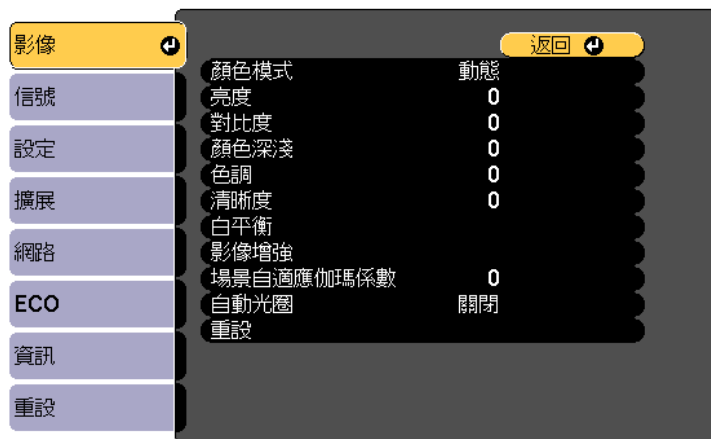 影像
信號
設定
擴展
網路
ECO
資訊
重設
返回
顏色模式 動態
亮度 0
對比度 0
顏色深淺 0
色調 0
清晰度 0
白平衡
影像增強
場景自適應伽瑪係數 0
自動光圈 關閉
重設